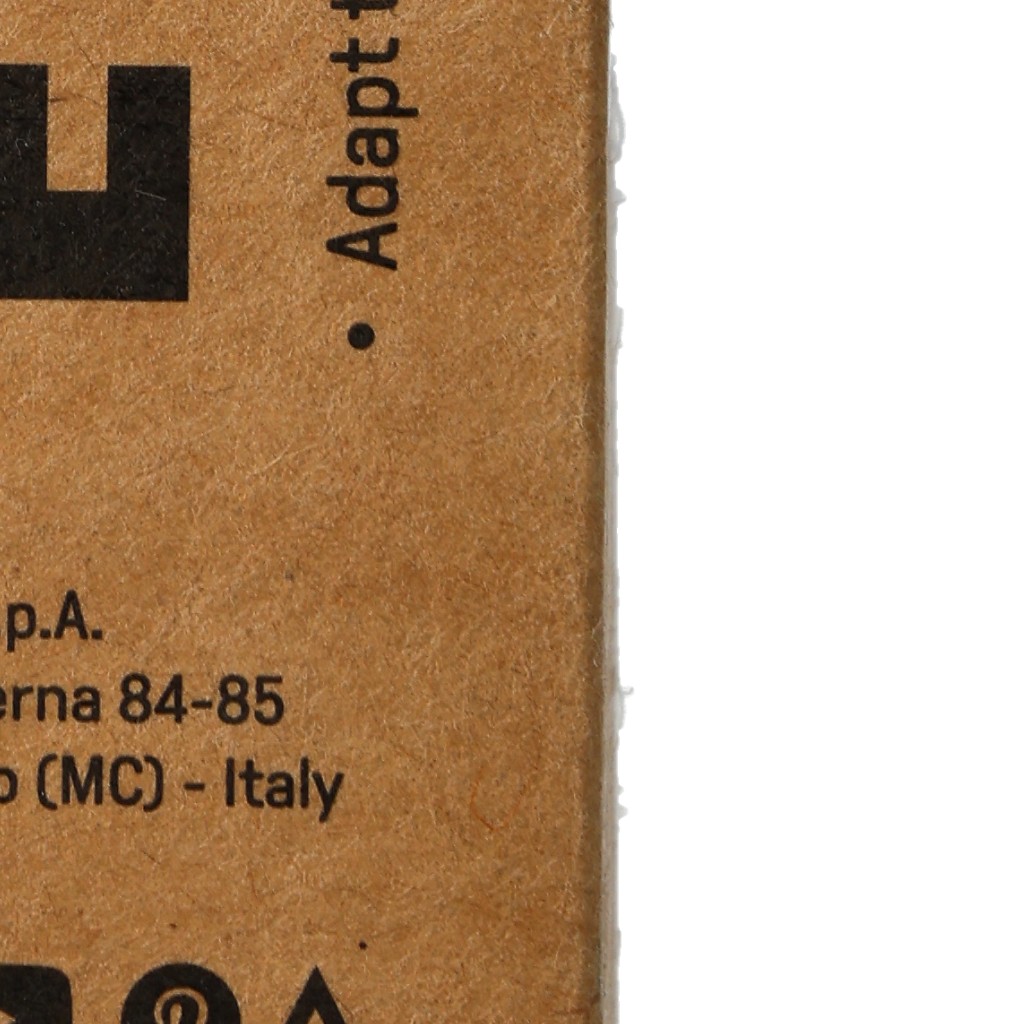 • Adapt t
p.A.
erna 84-85
o (MC) - Italy